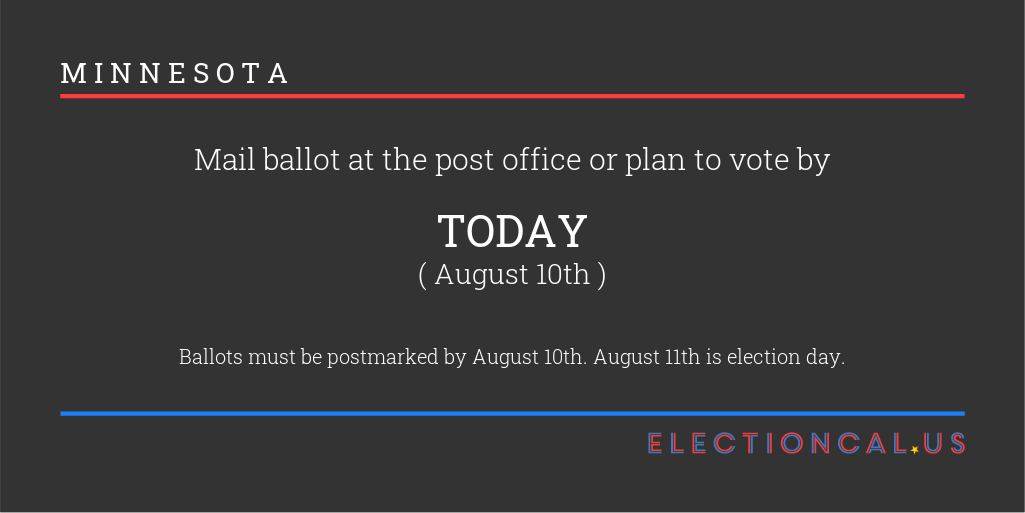 MINNESOTA
Mail ballot at the post office or plan to vote by
TODAY
( August 10th )
Ballots must be postmarked by August 10th. August 11th is election day.
ELECTIONCAL.US